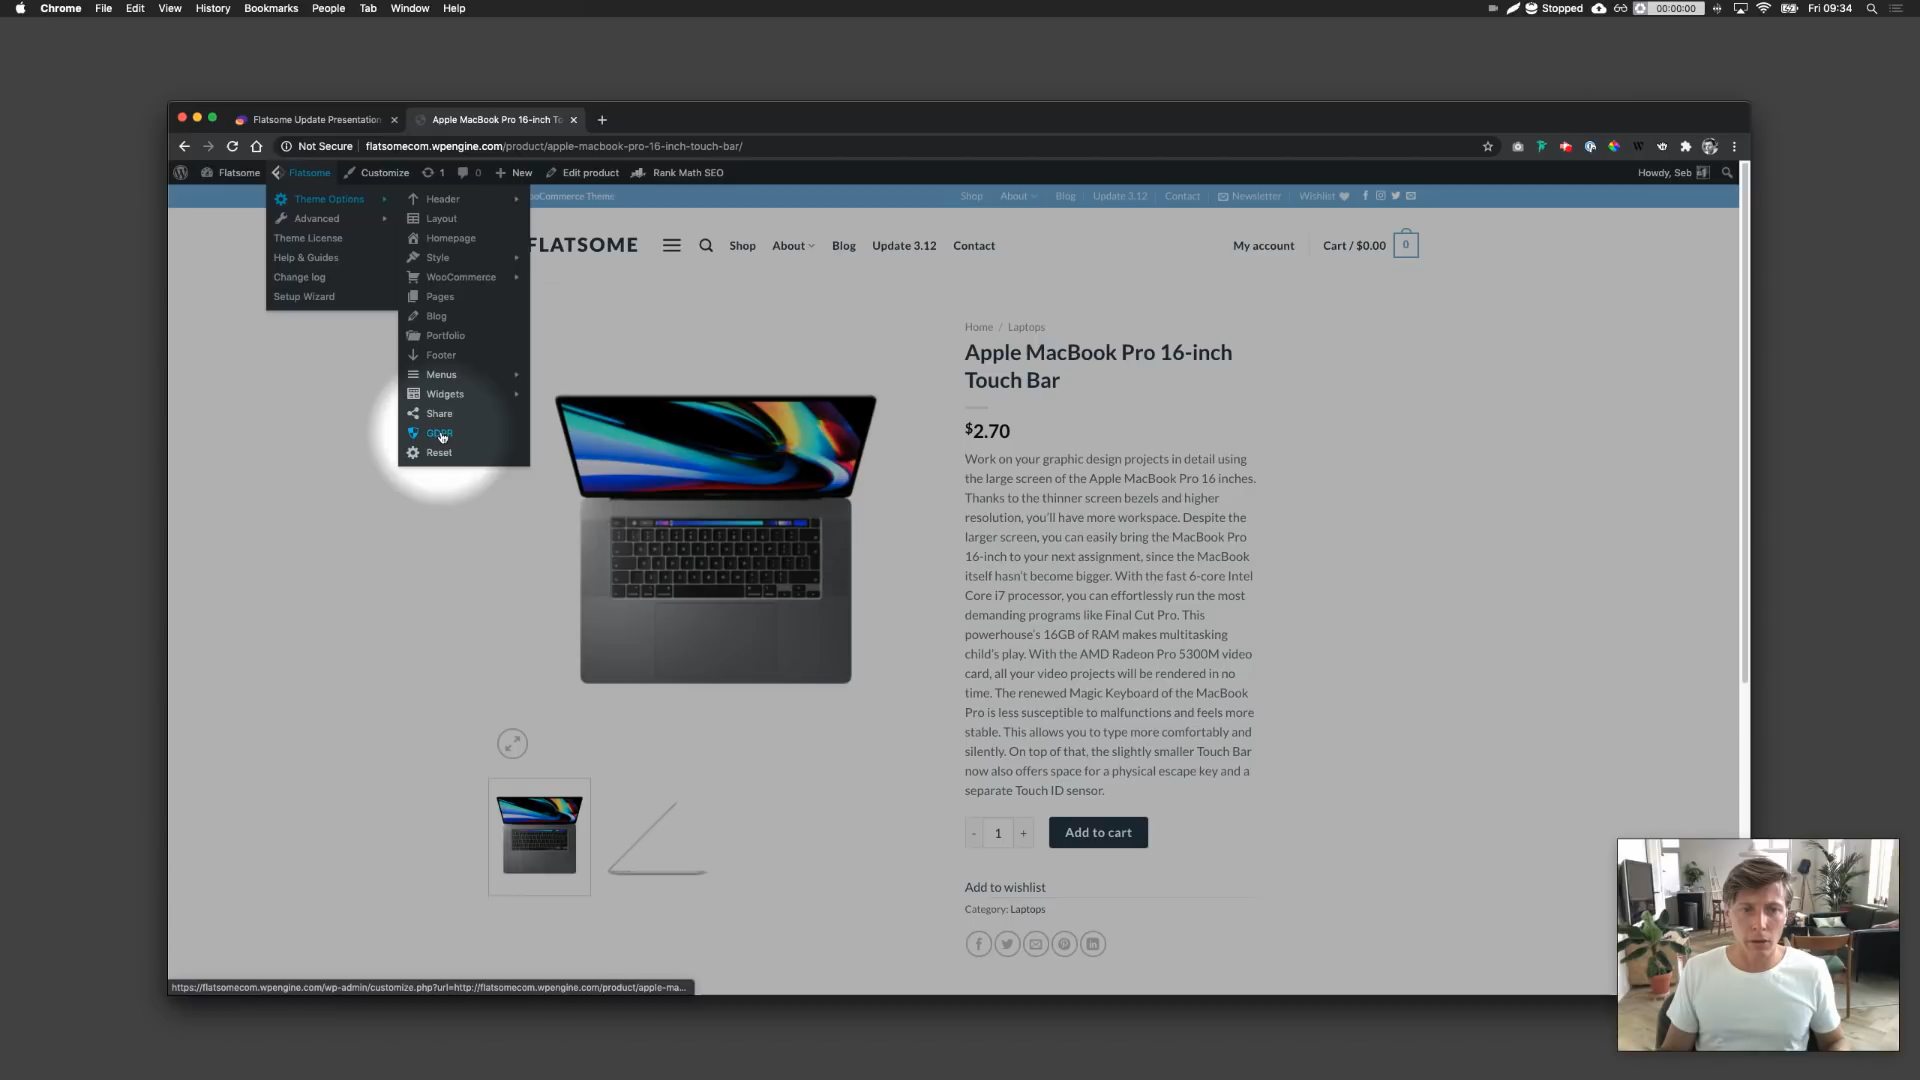 Chrome File Edit View History Bookmarks People Tab Window Help
Stopped 00:00:00 Fri 09:34
Flatsome Update Presentation
Apple MacBook Pro 16-inch To
Not Secure flatsomecom.wpengine.com/product/apple-macbook-pro-16-inch-touch-bar/
Flatsome Flatsome Customize 1 0 New Edit product Rank Math SEO Howdy, Seb
ooCommerce Theme
Shop About Blog Update 3.12 Contact Newsletter Wishlist
Theme Options
Advanced
Theme License
Help & Guides
Change log
Setup Wizard
Header
Layout
Homepage
Style
WooCommerce
Pages
Blog
Portfolio
Footer
Menus
Widgets
Share
GDPR
Reset
FLATSOME Shop About Blog Update 3.12 Contact My account Cart / $0.00 0
Home / Laptops
Apple MacBook Pro 16-inch
Touch Bar
$2.70
Work on your graphic design projects in detail using
the large screen of the Apple MacBook Pro 16 inches.
Thanks to the thinner screen bezels and higher
resolution, you'll have more workspace. Despite the
larger screen, you can easily bring the MacBook Pro
16-inch to your next assignment, since the MacBook
itself hasn't become bigger. With the fast 6-core Intel
Core i7 processor, you can effortlessly run the most
demanding programs like Final Cut Pro. This
powerhouse's 16GB of RAM makes multitasking
child's play. With the AMD Radeon Pro 5300M video
card, all your video projects will be rendered in no
time. The renewed Magic Keyboard of the MacBook
Pro is less susceptible to malfunctions and feels more
stable. This allows you to type more comfortably and
silently. On top of that, the slightly smaller Touch Bar
now also offers space for a physical escape key and a
separate Touch ID sensor.
- 1 + Add to cart
Add to wishlist
Category: Laptops
https://flatsomecom.wpengine.com/wp-admin/customize.php?url=http://flatsomecom.wpengine.com/product/apple-ma...